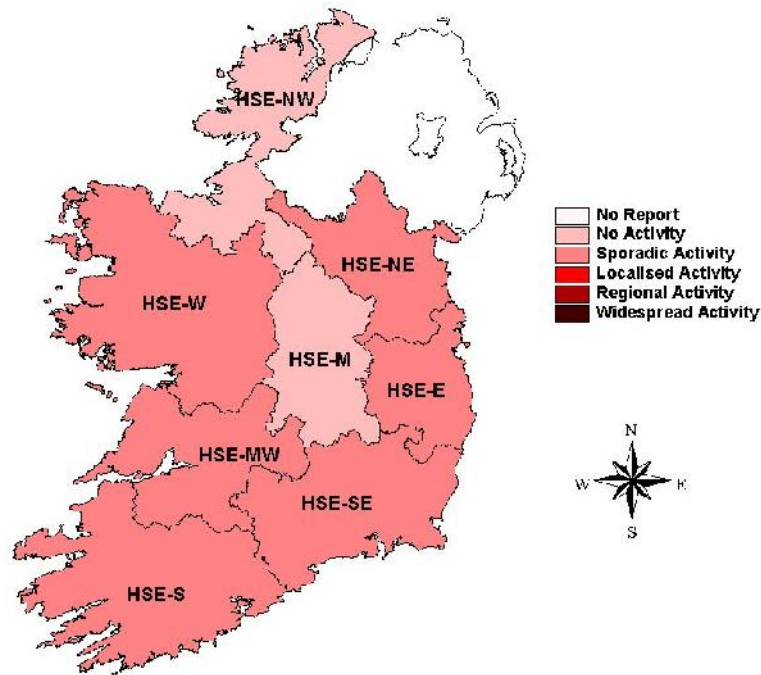 HSE-NW
HSE-NE
HSE-W
HSE-M
HSE-E
HSE-MW
HSE-SE
HSE-S
No Report
No Activity
Sporadic Activity
Localised Activity
Regional Activity
Widespread Activity
N
W E
S